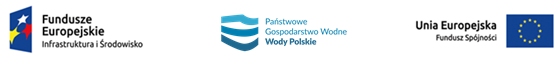 Fundusze
Europejskie
Infrastruktura i Środowisko
Państwowe
Gospodarstwo Wodne
Wody Polskie
Unia Europejska
Fundusz Spójności